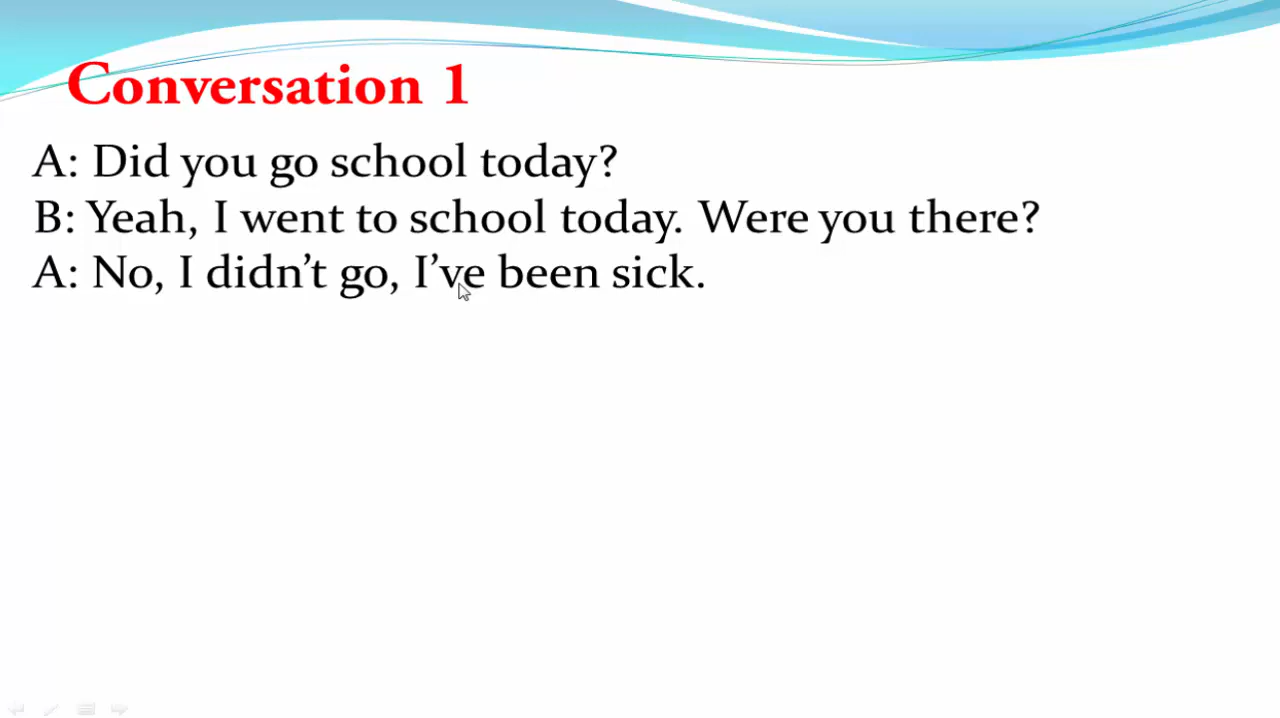 Conversation 1
A: Did you go school today?
B: Yeah, I went to school today. Were you there?
A: No, I didn’t go, I’ve been sick.